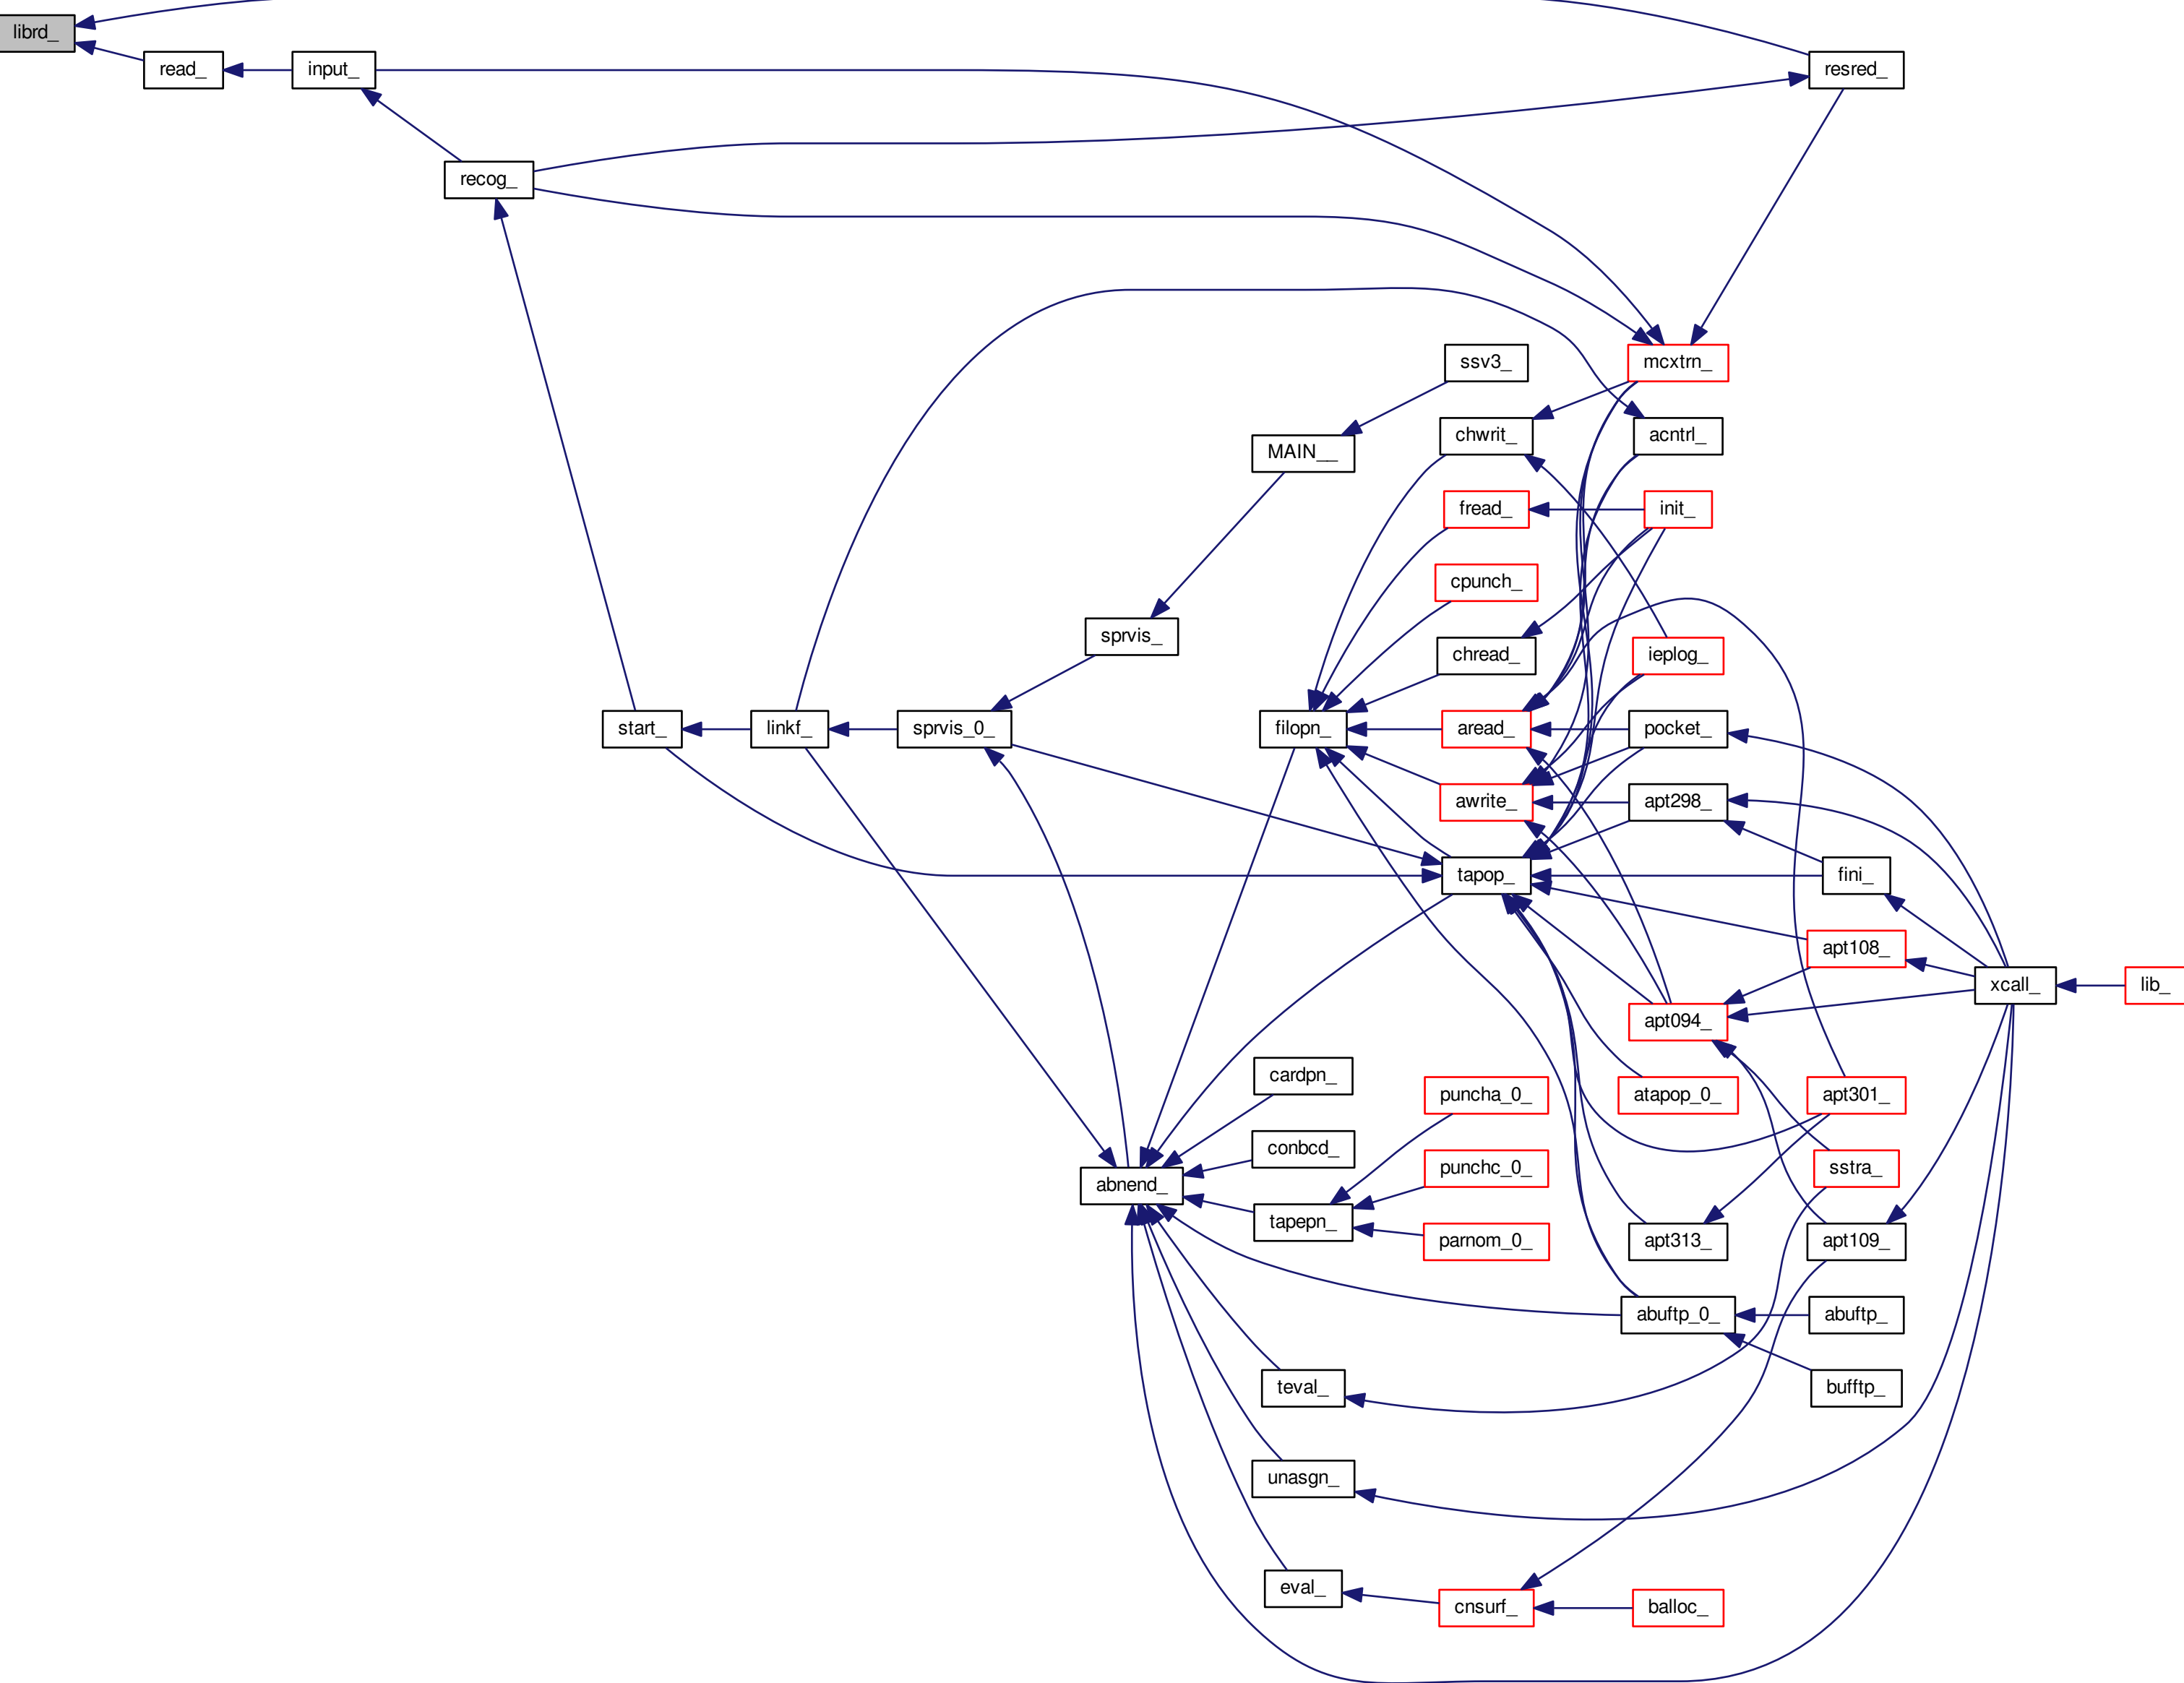 librd_
read_
input_
resred_
recog_
ssv3_
mcxtrn_
MAIN__
chwrit_
acntrl_
fread_
init_
cpunch_
sprvis_
chread_
ieplog_
start_
linkf_
sprvis_0_
filopn_
aread_
pocket_
awrite_
apt298_
tapop_
fini_
apt108_
xcall_
lib_
apt094_
cardpn_
puncha_0_
atapop_0_
apt301_
conbcd_
punchc_0_
sstra_
abnend_
tapepn_
parnom_0_
apt313_
apt109_
abuftp_0_
abuftp_
teval_
bufftp_
unasgn_
eval_
cnsurf_
balloc_